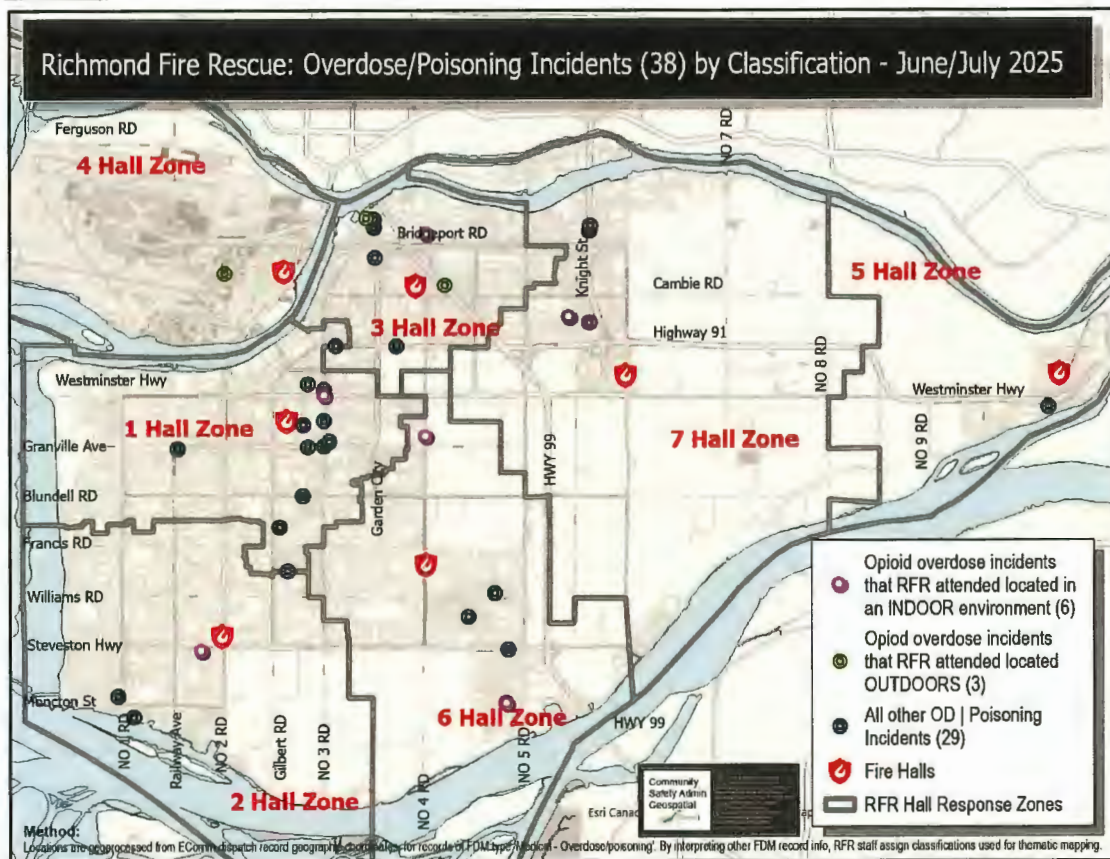 Richmond Fire Rescue: Overdose/Poisoning Incidents (38) by Classification - June/July 2025
Ferguson RD
4 Hall Zone
NO 7 RD
Bridgeport RD
Knight St
5 Hall Zone
Cambie RD
3 Hall Zone
Highway 91
NO 8 RD
Westminster Hwy
Westminster Hwy
1 Hall Zone
7 Hall Zone
NO 9 RD
Granville Ave
HWY 99
Garden City
Blundell RD
Francis RD
Williams RD
Steveston Hwy
Moncton St
6 Hall Zone
HWY 99
NO 1 RD
Railway Ave
NO 2 RD
Gilbert RD
NO 3 RD
NO 4 RD
NO 5 RD
2 Hall Zone
Opioid overdose incidents
that RFR attended located in
an INDOOR environment (6)
Opiod overdose incidents
that RFR attended located
OUTDOORS (3)
All other OD | Poisoning
Incidents (29)
Fire Halls
RFR Hall Response Zones
Community
Safety Admin
Geospatial
Esri Canad
Method:
Locations are geoprocessed from EComm dispatch record geographic coordinates for records of FDM type 'Medical - Overdose/poisoning'. By interpreting other FDM record info, RFR staff assign classifications used for thematic mapping.